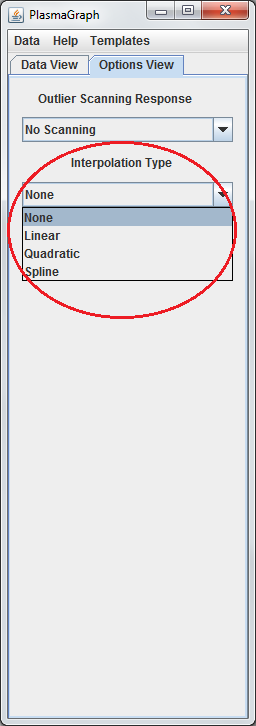 PlasmaGraph
Data Help Templates
Data View Options View
Outlier Scanning Response
No Scanning
Interpolation Type
None
None
Linear
Quadratic
Spline